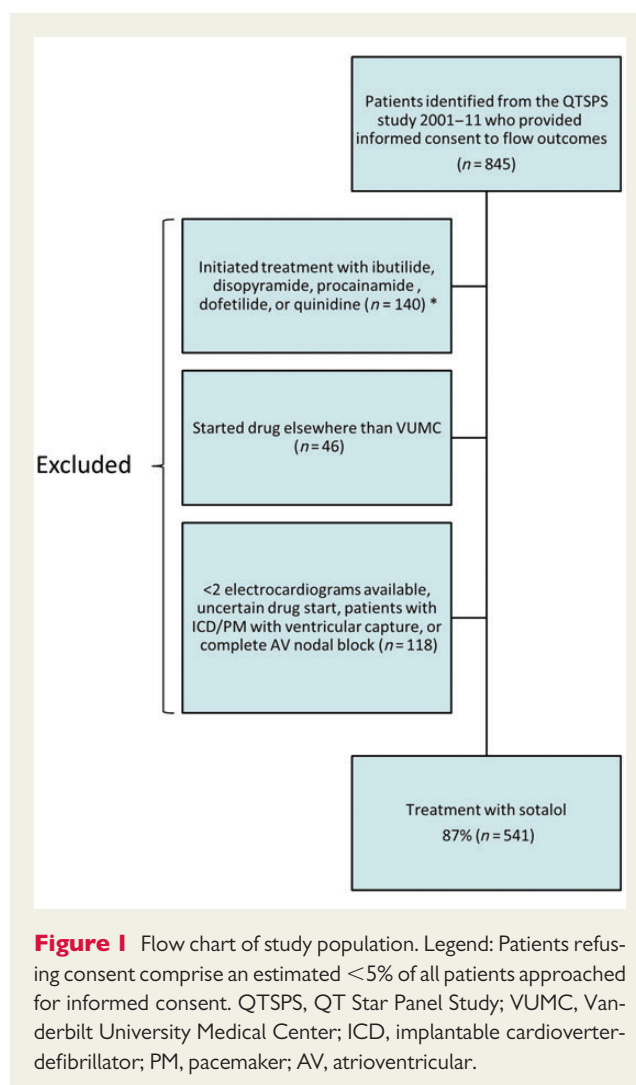 Patients identified from the QTSPS
study 2001–11 who provided
informed consent to flow outcomes
(n = 845)
Initiated treatment with ibutilide,
disopyramide, procainamide ,
dofetilide, or quinidine (n = 140) *
Started drug elsewhere than VUMC
(n = 46)
Excluded
<2 electrocardiograms available,
uncertain drug start, patients with
ICD/PM with ventricular capture, or
complete AV nodal block (n = 118)
Treatment with sotalol
87% (n = 541)
Figure 1 Flow chart of study population. Legend: Patients refus-
ing consent comprise an estimated <5% of all patients approached
for informed consent. QTSPS, QT Star Panel Study; VUMC, Van-
derbilt University Medical Center; ICD, implantable cardioverter-
defibrillator; PM, pacemaker; AV, atrioventricular.